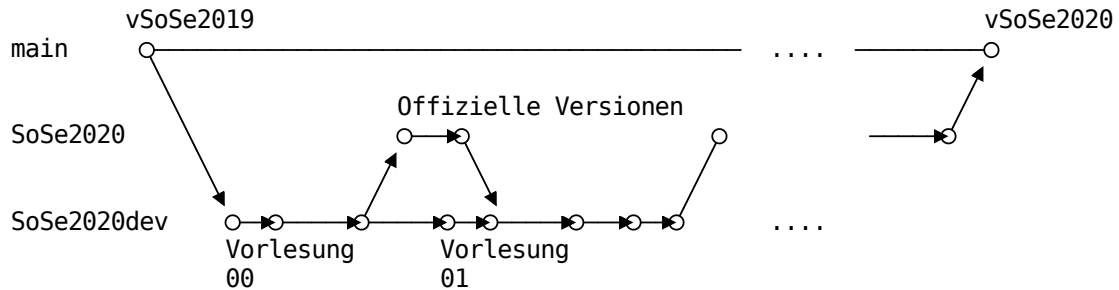 vSoSe2019 vSoSe2020
main ....
Offizielle Versionen
SoSe2020
SoSe2020dev ....
Vorlesung Vorlesung
00 01